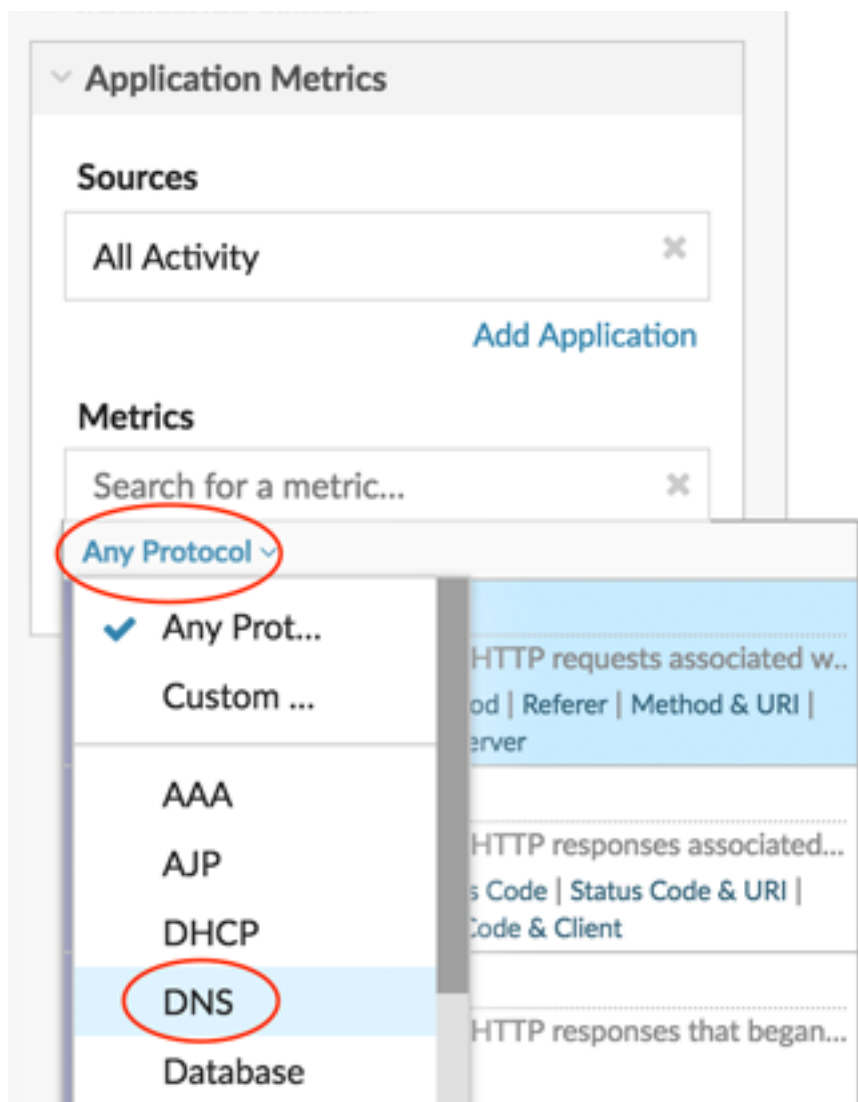 Application Metrics
Sources
All Activity
Add Application
Metrics
Search for a metric...
Any Protocol
Any Prot...
Custom ...
AAA
AJP
DHCP
DNS
Database
HTTP requests associated w..
od | Referer | Method & URI |
erver
HTTP responses associated...
s Code | Status Code & URI |
Code & Client
HTTP responses that began...